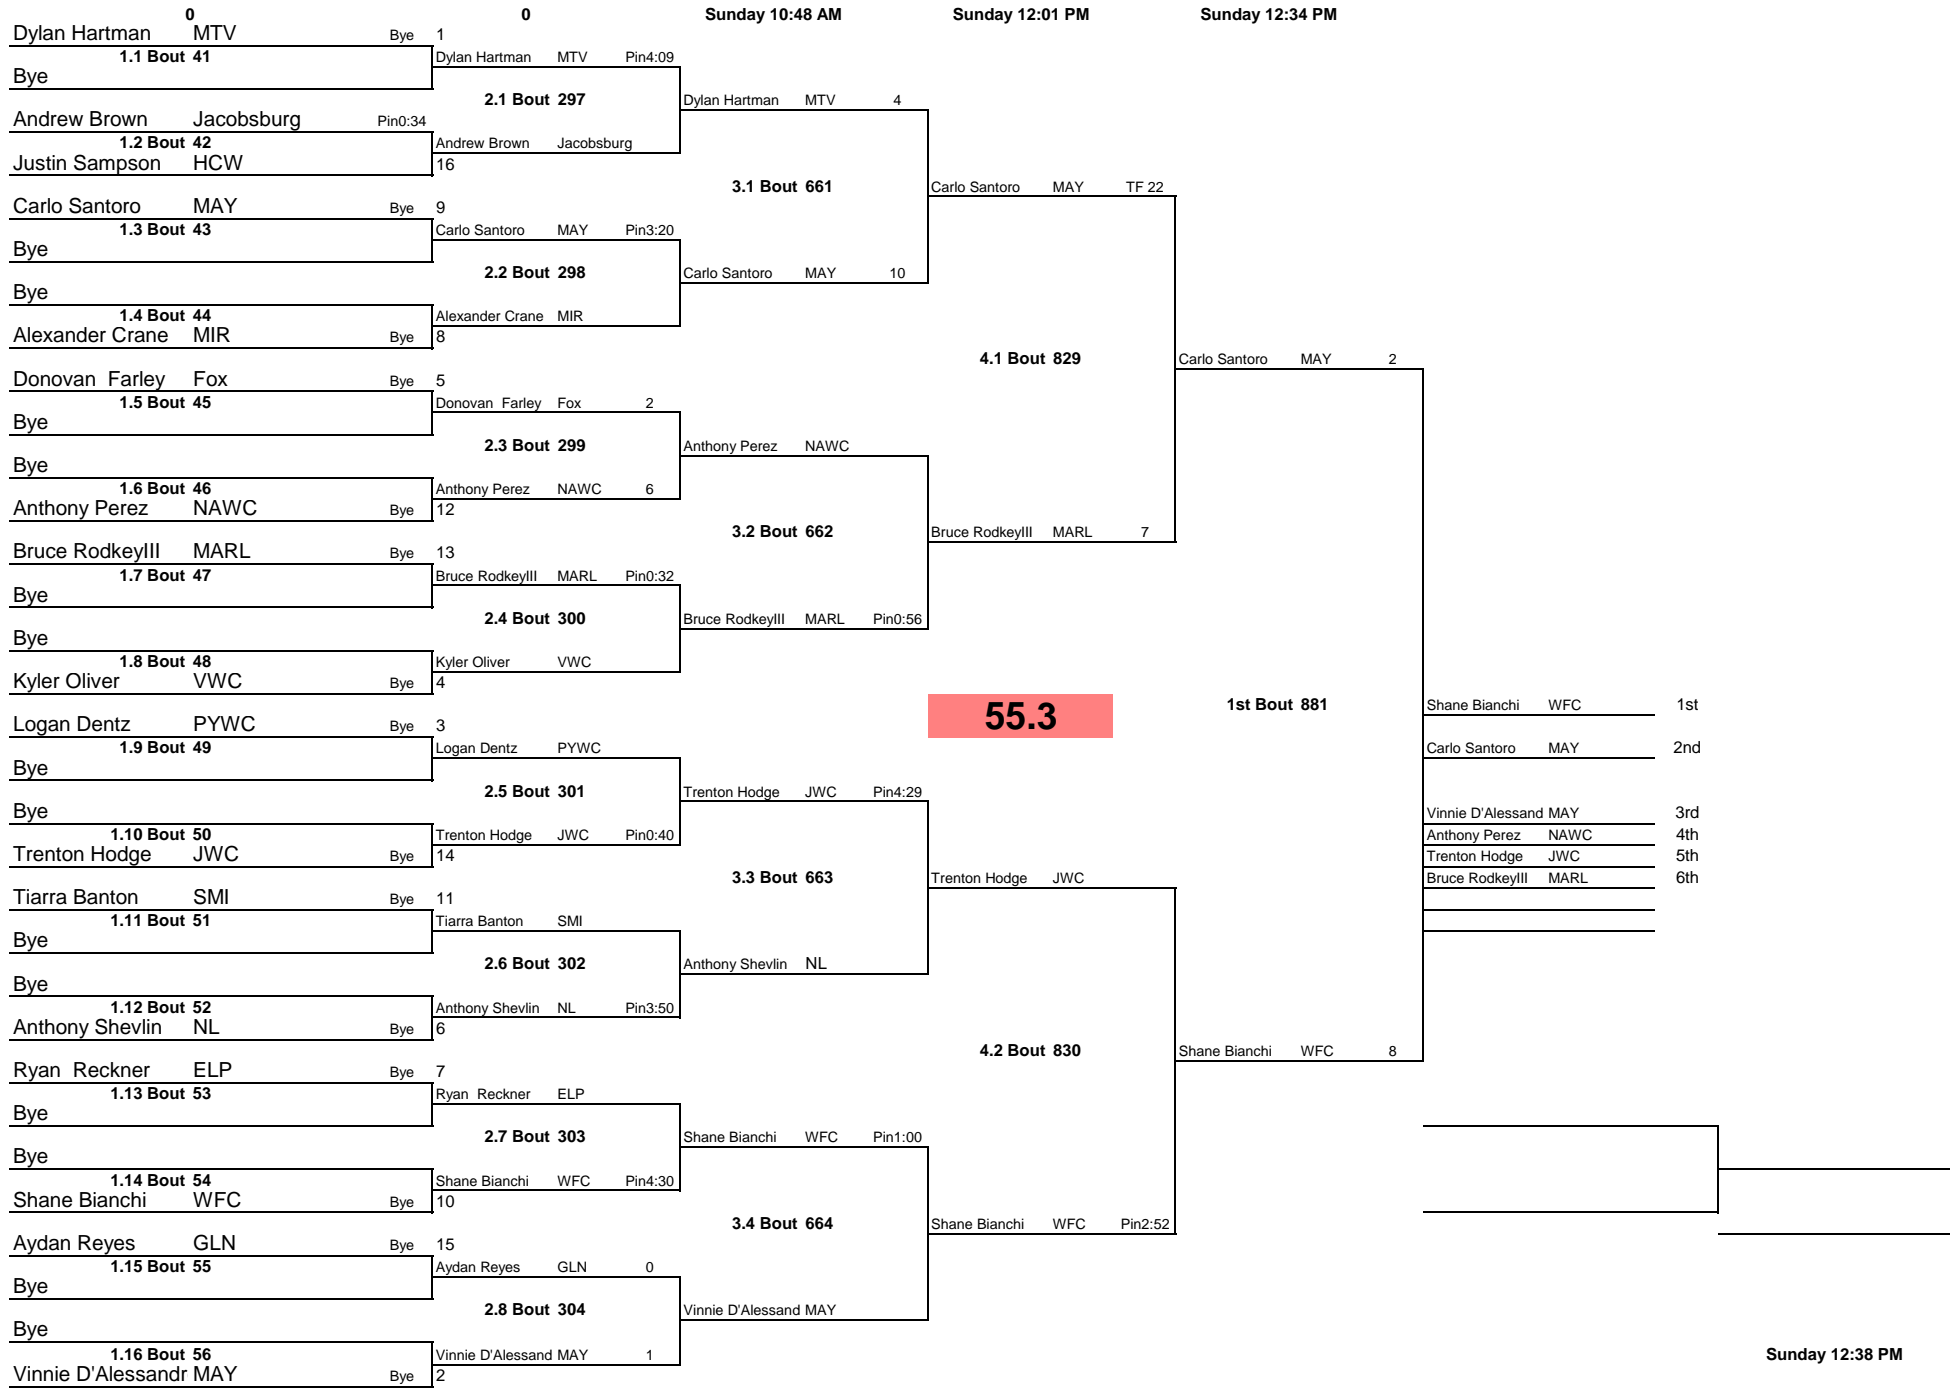 0 0 Sunday 10:48 AM Sunday 12:01 PM Sunday 12:34 PM
Dylan Hartman MTV Bye 1
1.1 Bout 41 Dylan Hartman MTV Pin4:09
Bye
2.1 Bout 297 Dylan Hartman MTV 4
Andrew Brown Jacobsburg Pin0:34
1.2 Bout 42 Andrew Brown Jacobsburg
Justin Sampson HCW 16
3.1 Bout 661 Carlo Santoro MAY TF 22
Carlo Santoro MAY Bye 9
1.3 Bout 43 Carlo Santoro MAY Pin3:20
Bye
2.2 Bout 298 Carlo Santoro MAY 10
Bye
1.4 Bout 44 Alexander Crane MIR
Alexander Crane MIR Bye 8
4.1 Bout 829 Carlo Santoro MAY 2
Donovan Farley Fox Bye 5
1.5 Bout 45 Donovan Farley Fox 2
Bye
2.3 Bout 299 Anthony Perez NAWC
Bye
1.6 Bout 46 Anthony Perez NAWC 6
Anthony Perez NAWC Bye 12
3.2 Bout 662 Bruce RodkeyIII MARL 7
Bruce RodkeyIII MARL Bye 13
1.7 Bout 47 Bruce RodkeyIII MARL Pin0:32
Bye
2.4 Bout 300 Bruce RodkeyIII MARL Pin0:56
Bye
1.8 Bout 48 Kyler Oliver VWC
Kyler Oliver VWC Bye 4
55.3 1st Bout 881 Shane Bianchi WFC 1st
Logan Dentz PYWC Bye 3
1.9 Bout 49 Logan Dentz PYWC Carlo Santoro MAY 2nd
Bye
2.5 Bout 301 Trenton Hodge JWC Pin4:29
Bye Vinnie D'Alessand MAY 3rd
1.10 Bout 50 Trenton Hodge JWC Pin0:40 Anthony Perez NAWC 4th
Trenton Hodge JWC Bye 14 Trenton Hodge JWC 5th
3.3 Bout 663 Trenton Hodge JWC Bruce RodkeyIII MARL 6th
Tiarra Banton SMI Bye 11
1.11 Bout 51 Tiarra Banton SMI
Bye
2.6 Bout 302 Anthony Shevlin NL
Bye
1.12 Bout 52 Anthony Shevlin NL Pin3:50
Anthony Shevlin NL Bye 6
4.2 Bout 830 Shane Bianchi WFC 8
Ryan Reckner ELP Bye 7
1.13 Bout 53 Ryan Reckner ELP
Bye
2.7 Bout 303 Shane Bianchi WFC Pin1:00
Bye
1.14 Bout 54 Shane Bianchi WFC Pin4:30
Shane Bianchi WFC Bye 10
3.4 Bout 664 Shane Bianchi WFC Pin2:52
Aydan Reyes GLN Bye 15
1.15 Bout 55 Aydan Reyes GLN 0
Bye
2.8 Bout 304 Vinnie D'Alessand MAY
Bye
1.16 Bout 56 Vinnie D'Alessand MAY 1 Sunday 12:38 PM
Vinnie D'Alessandr MAY Bye 2